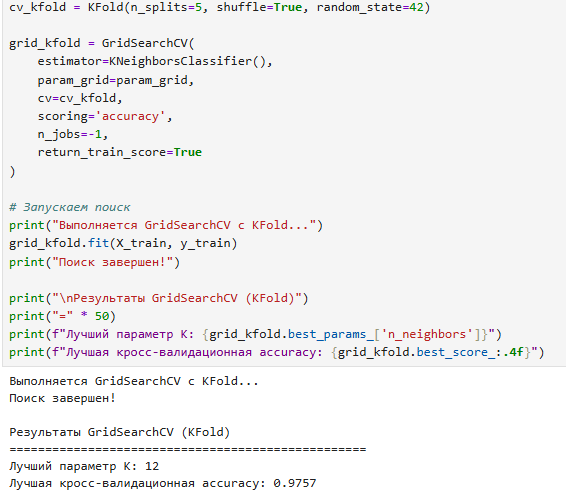 cv_kfold = KFold(n_splits=5, shuffle=True, random_state=42)
grid_kfold = GridSearchCV(
    estimator=KNeighborsClassifier(),
    param_grid=param_grid,
    cv=cv_kfold,
    scoring='accuracy',
    n_jobs=-1,
    return_train_score=True
)
# Запускаем поиск
print("Выполняется GridSearchCV с KFold...")
grid_kfold.fit(X_train, y_train)
print("Поиск завершен!")
print("\nРезультаты GridSearchCV (KFold)")
print("=" * 50)
print(f"Лучший параметр K: {grid_kfold.best_params_['n_neighbors']}")
print(f"Лучшая кросс-валидационная accuracy: {grid_kfold.best_score_:.4f}")
Выполняется GridSearchCV с KFold...
Поиск завершен!
Результаты GridSearchCV (KFold)
==================================================
Лучший параметр K: 12
Лучшая кросс-валидационная accuracy: 0.9757